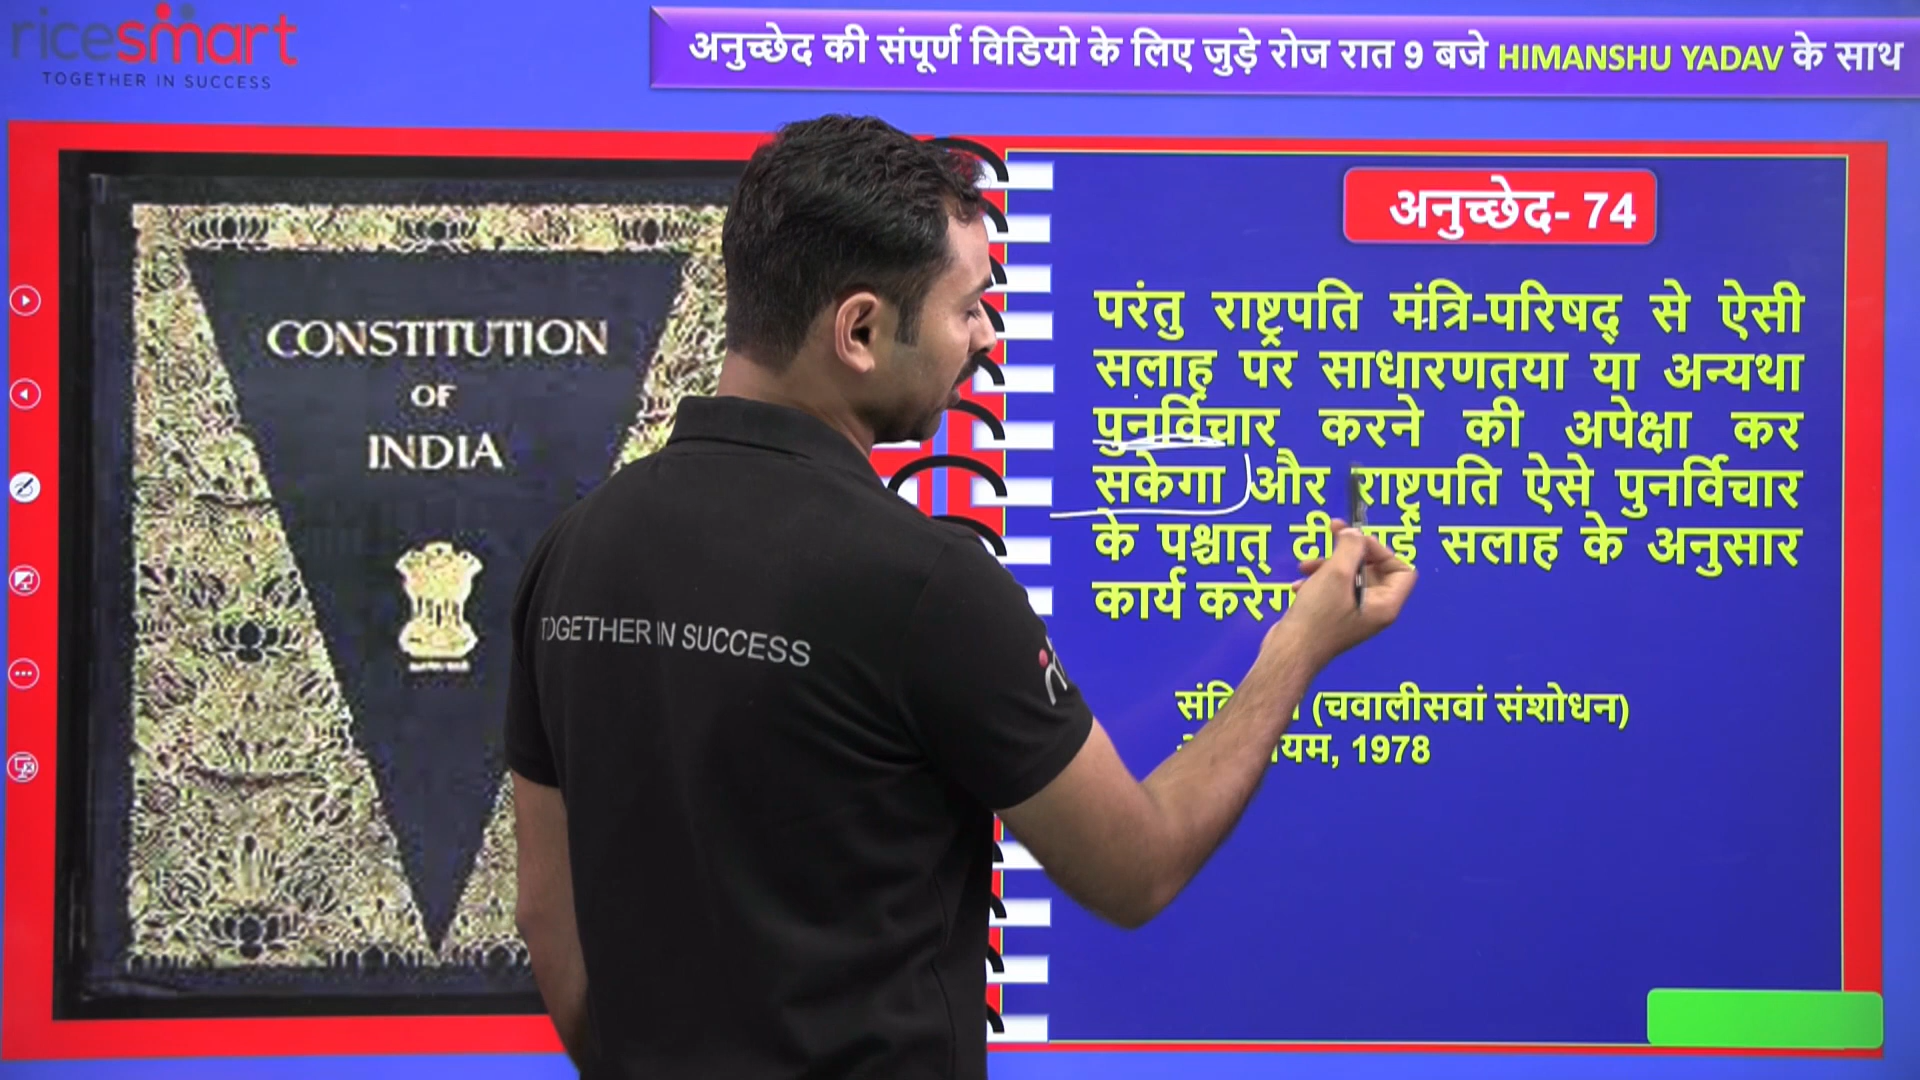 ricesmart
TOGETHER IN SUCCESS
अनुच्छेद की संपूर्ण विडियो के लिए जुड़े रोज रात 9 बजे HIMANSHU YADAV के साथ
CONSTITUTION
OF
INDIA
TOGETHER IN SUCCESS
अनुच्छेद- 74
परंतु राष्ट्रपति मंत्रि-परिषद् से ऐसी
सलाह पर साधारणतया या अन्यथा
पुनर्विचार करने की अपेक्षा कर
सकेगा और राष्ट्रपति ऐसे पुनर्विचार
के पश्चात् दी गई सलाह के अनुसार
कार्य
(चवालीसवां संशोधन)
1978